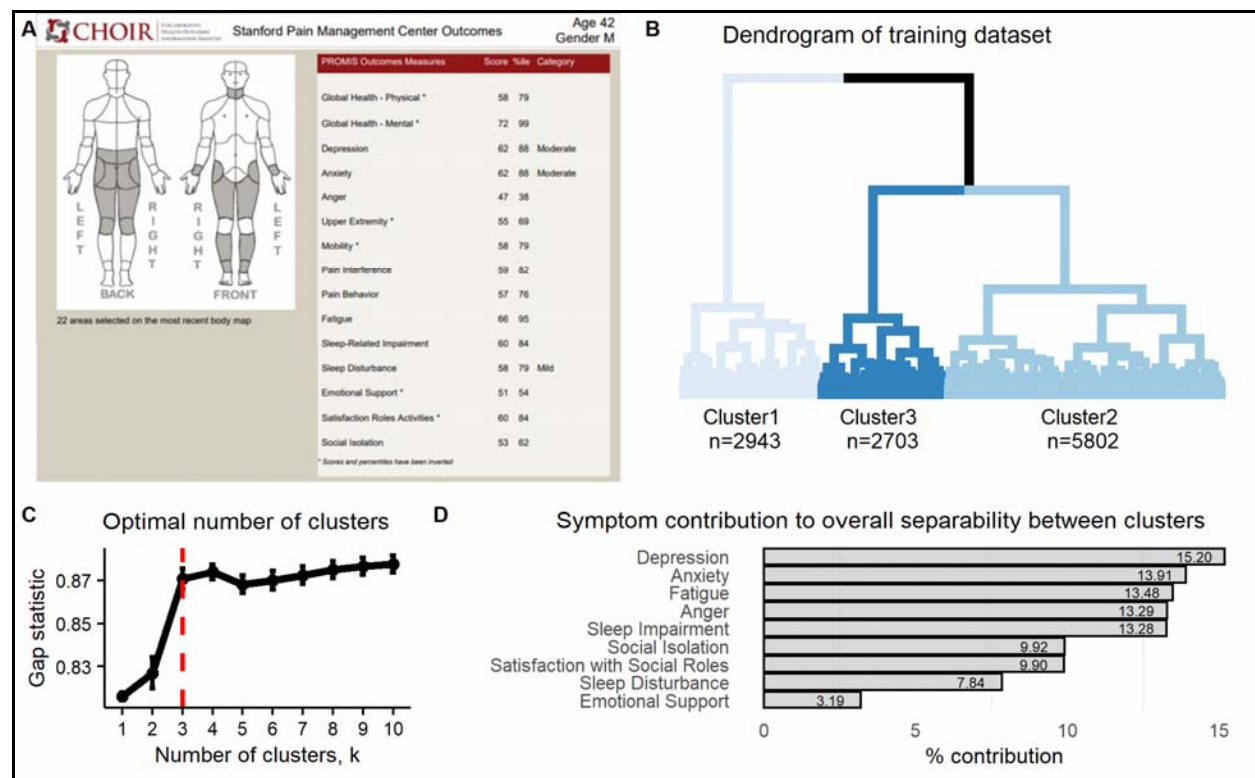 A
CHOIR
COLLABORATIVE
HEALTH OUTCOMES
INFORMATION REGISTRY
Stanford Pain Management Center Outcomes
Age 42
Gender M
LEFT
RIGHT
RIGHT
LEFT
BACK
FRONT
22 areas selected on the most recent body map
PROMIS Outcomes Measures Score %ile Category
Global Health - Physical * 58 79
Global Health - Mental * 72 99
Depression 62 88 Moderate
Anxiety 62 88 Moderate
Anger 47 38
Upper Extremity * 55 69
Mobility * 58 79
Pain Interference 59 82
Pain Behavior 57 76
Fatigue 66 95
Sleep-Related Impairment 60 84
Sleep Disturbance 58 79 Mild
Emotional Support * 51 54
Satisfaction Roles Activities * 60 84
Social Isolation 53 62
* Scores and percentiles have been inverted
B
Dendrogram of training dataset
Cluster1 Cluster3 Cluster2
n=2943 n=2703 n=5802
C
Optimal number of clusters
Gap statistic
0.87
0.85
0.83
1 2 3 4 5 6 7 8 9 10
Number of clusters, k
D
Symptom contribution to overall separability between clusters
Depression 15.20
Anxiety 13.91
Fatigue 13.48
Anger 13.29
Sleep Impairment 13.28
Social Isolation 9.92
Satisfaction with Social Roles 9.90
Sleep Disturbance 7.84
Emotional Support 3.19
0 5 10 15
% contribution